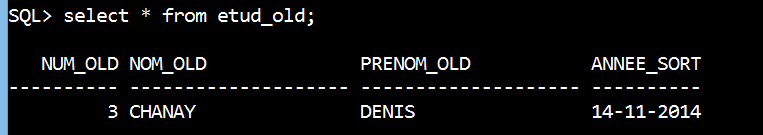 SQL> select * from etud_old;
NUM_OLD NOM_OLD PRENOM_OLD ANNEE_SORT
---------- -------------------- -------------------- ----------
3 CHANAY DENIS 14-11-2014